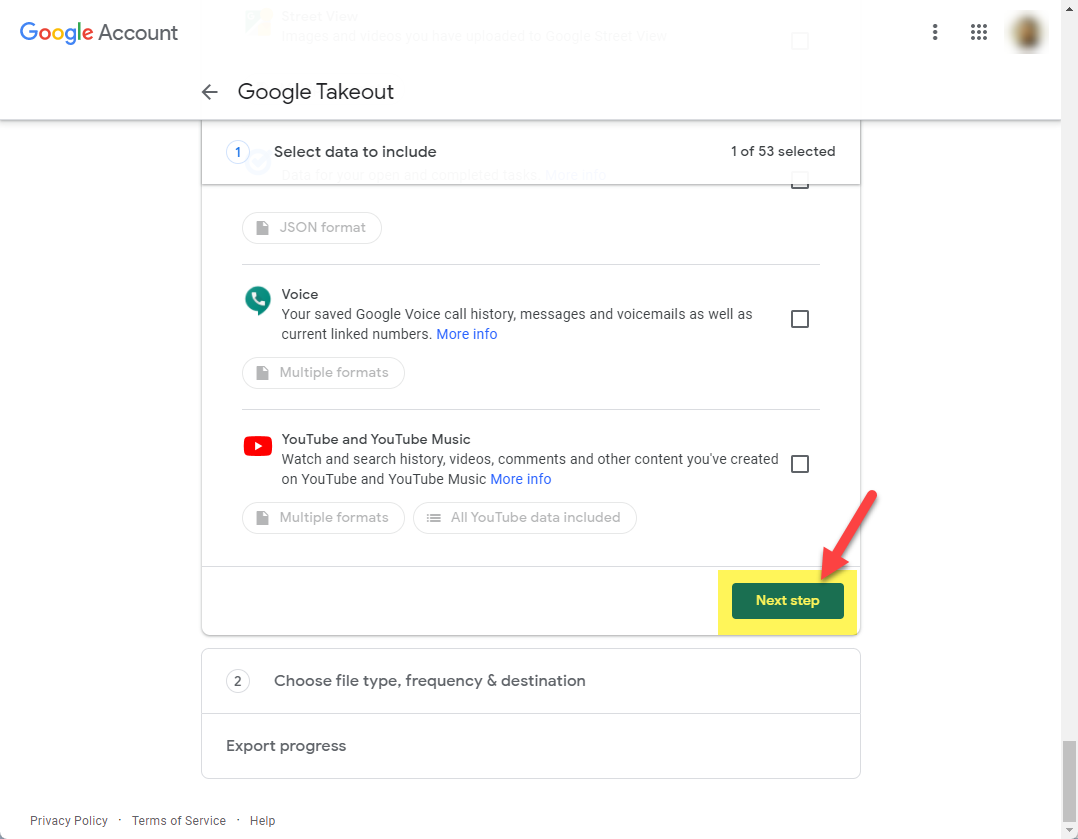 Street View
Images and videos you have uploaded to Google Street View
Google Account
Google Takeout
1 Select data to include 1 of 53 selected
Data for your open and completed tasks. More info
JSON format
Voice
Your saved Google Voice call history, messages and voicemails as well as
current linked numbers. More info
Multiple formats
YouTube and YouTube Music
Watch and search history, videos, comments and other content you've created
on YouTube and YouTube Music More info
Multiple formats All YouTube data included
Next step
2 Choose file type, frequency & destination
Export progress
Privacy Policy · Terms of Service · Help